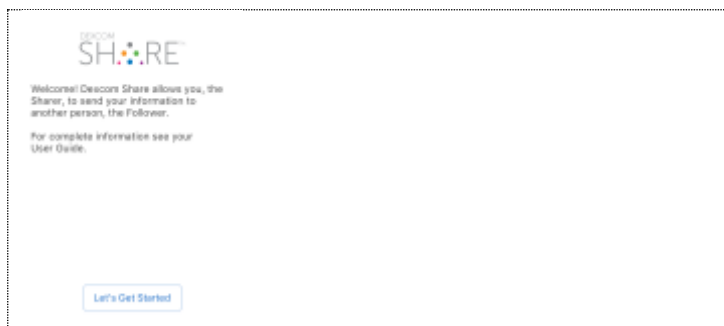 DEXCOM
SHARE™
Welcome! Dexcom Share allows you, the
Sharer, to send your information to
another person, the Follower.
For complete information see your
User Guide.
Let's Get Started